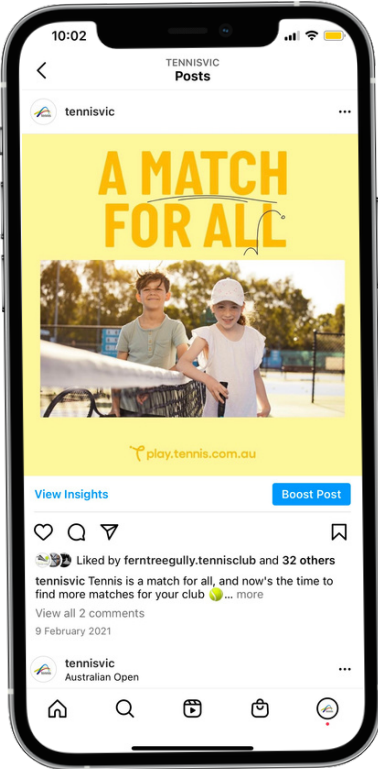 10:02
TENNISVIC
Posts
tennisvic
A MATCH
FOR ALL
play.tennis.com.au
View Insights
Boost Post
Liked by ferntreegully.tennisclub and 32 others
tennisvic Tennis is a match for all, and now's the time to
find more matches for your club 🎾... more
View all 2 comments
9 February 2021
tennisvic
Australian Open